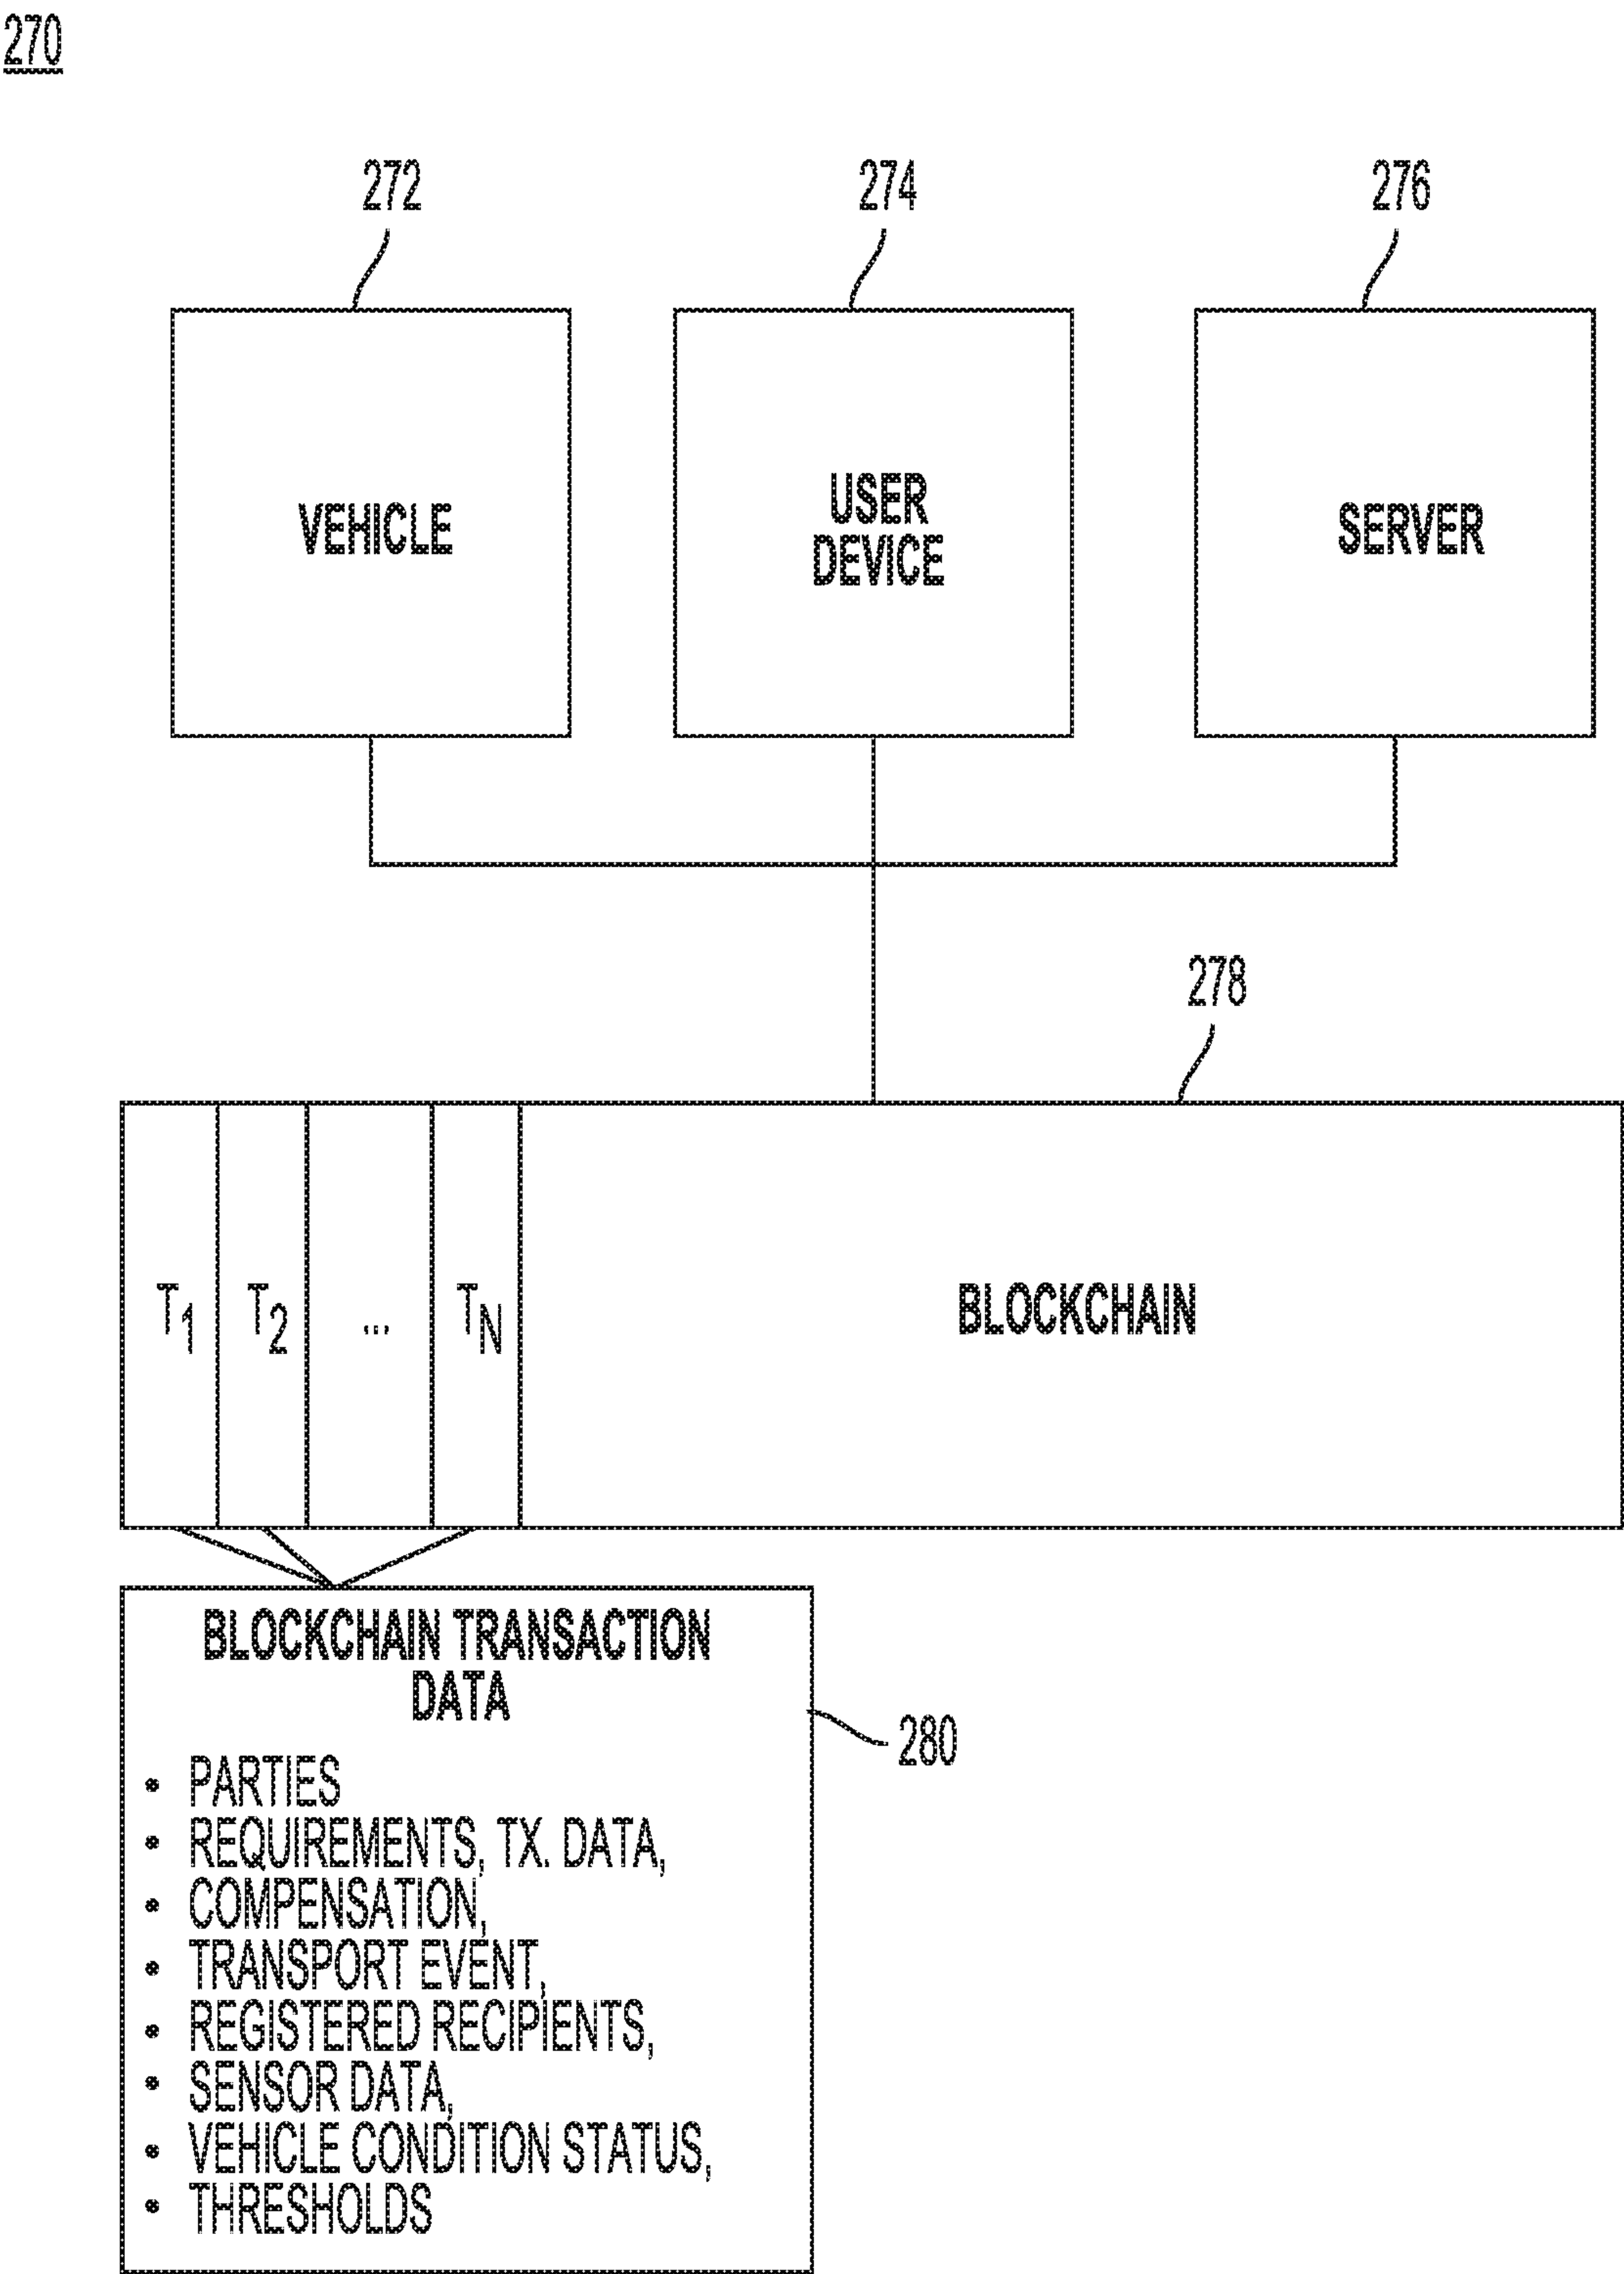 270
272 274 276
VEHICLE
USER
DEVICE
SERVER
278
T1 T2 ... TN BLOCKCHAIN
BLOCKCHAIN TRANSACTION
DATA
280
• PARTIES
• REQUIREMENTS, TX. DATA,
• COMPENSATION,
• TRANSPORT EVENT,
• REGISTERED RECIPIENTS,
• SENSOR DATA,
• VEHICLE CONDITION STATUS,
• THRESHOLDS